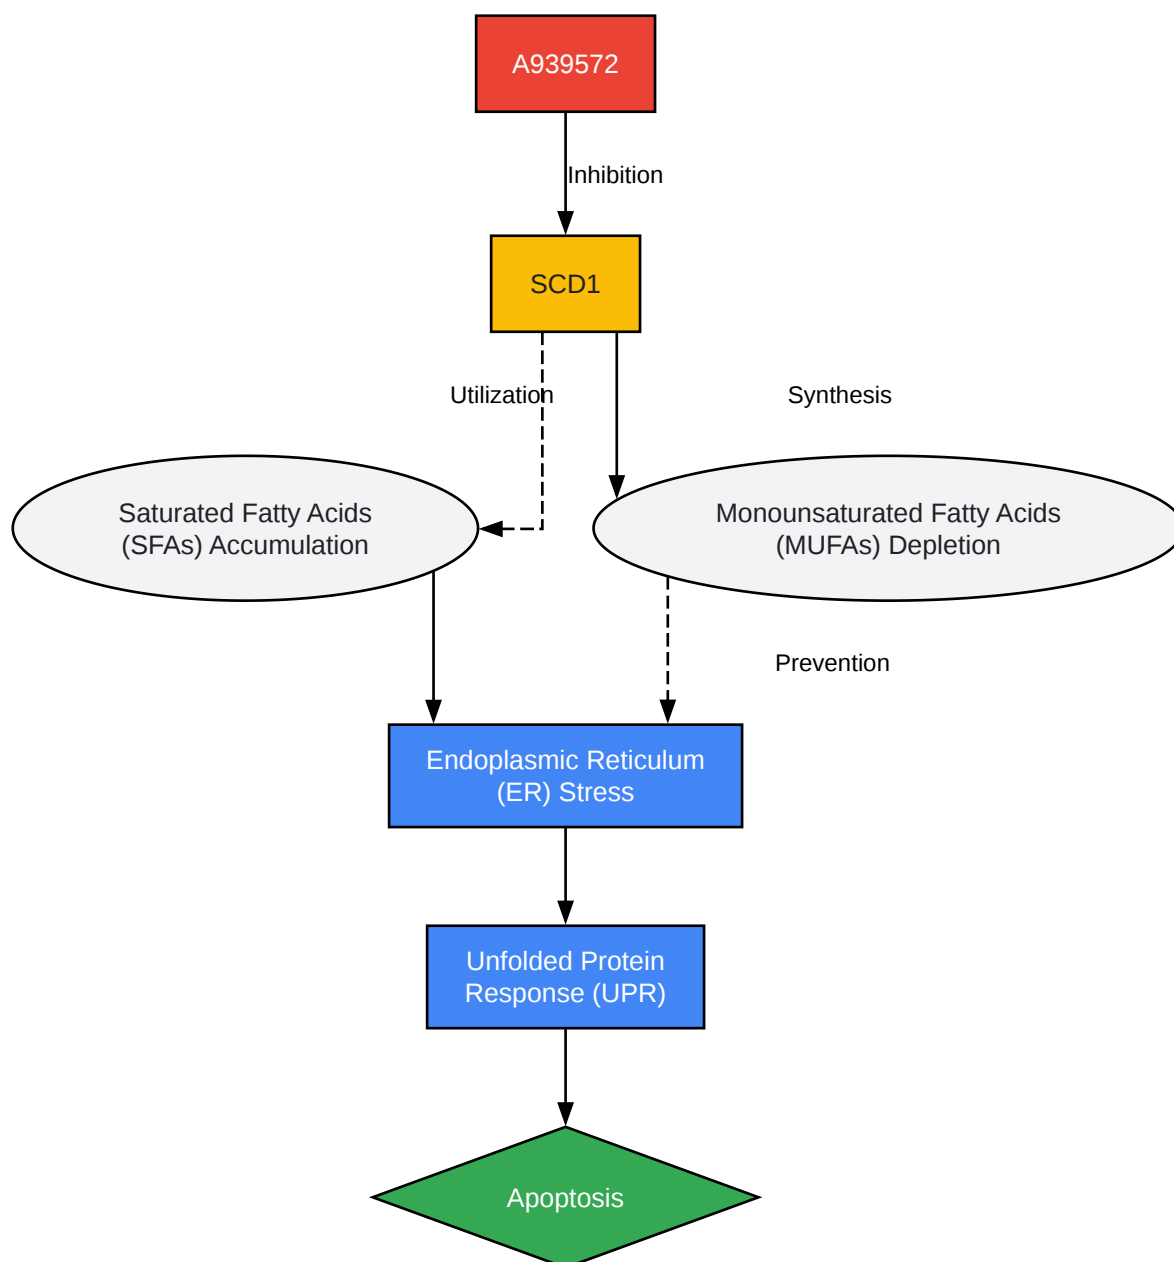 A939572
Inhibition
SCD1
Utilization
Synthesis
Saturated Fatty Acids
(SFAs) Accumulation
Monounsaturated Fatty Acids
(MUFAs) Depletion
Prevention
Endoplasmic Reticulum
(ER) Stress
Unfolded Protein
Response (UPR)
Apoptosis